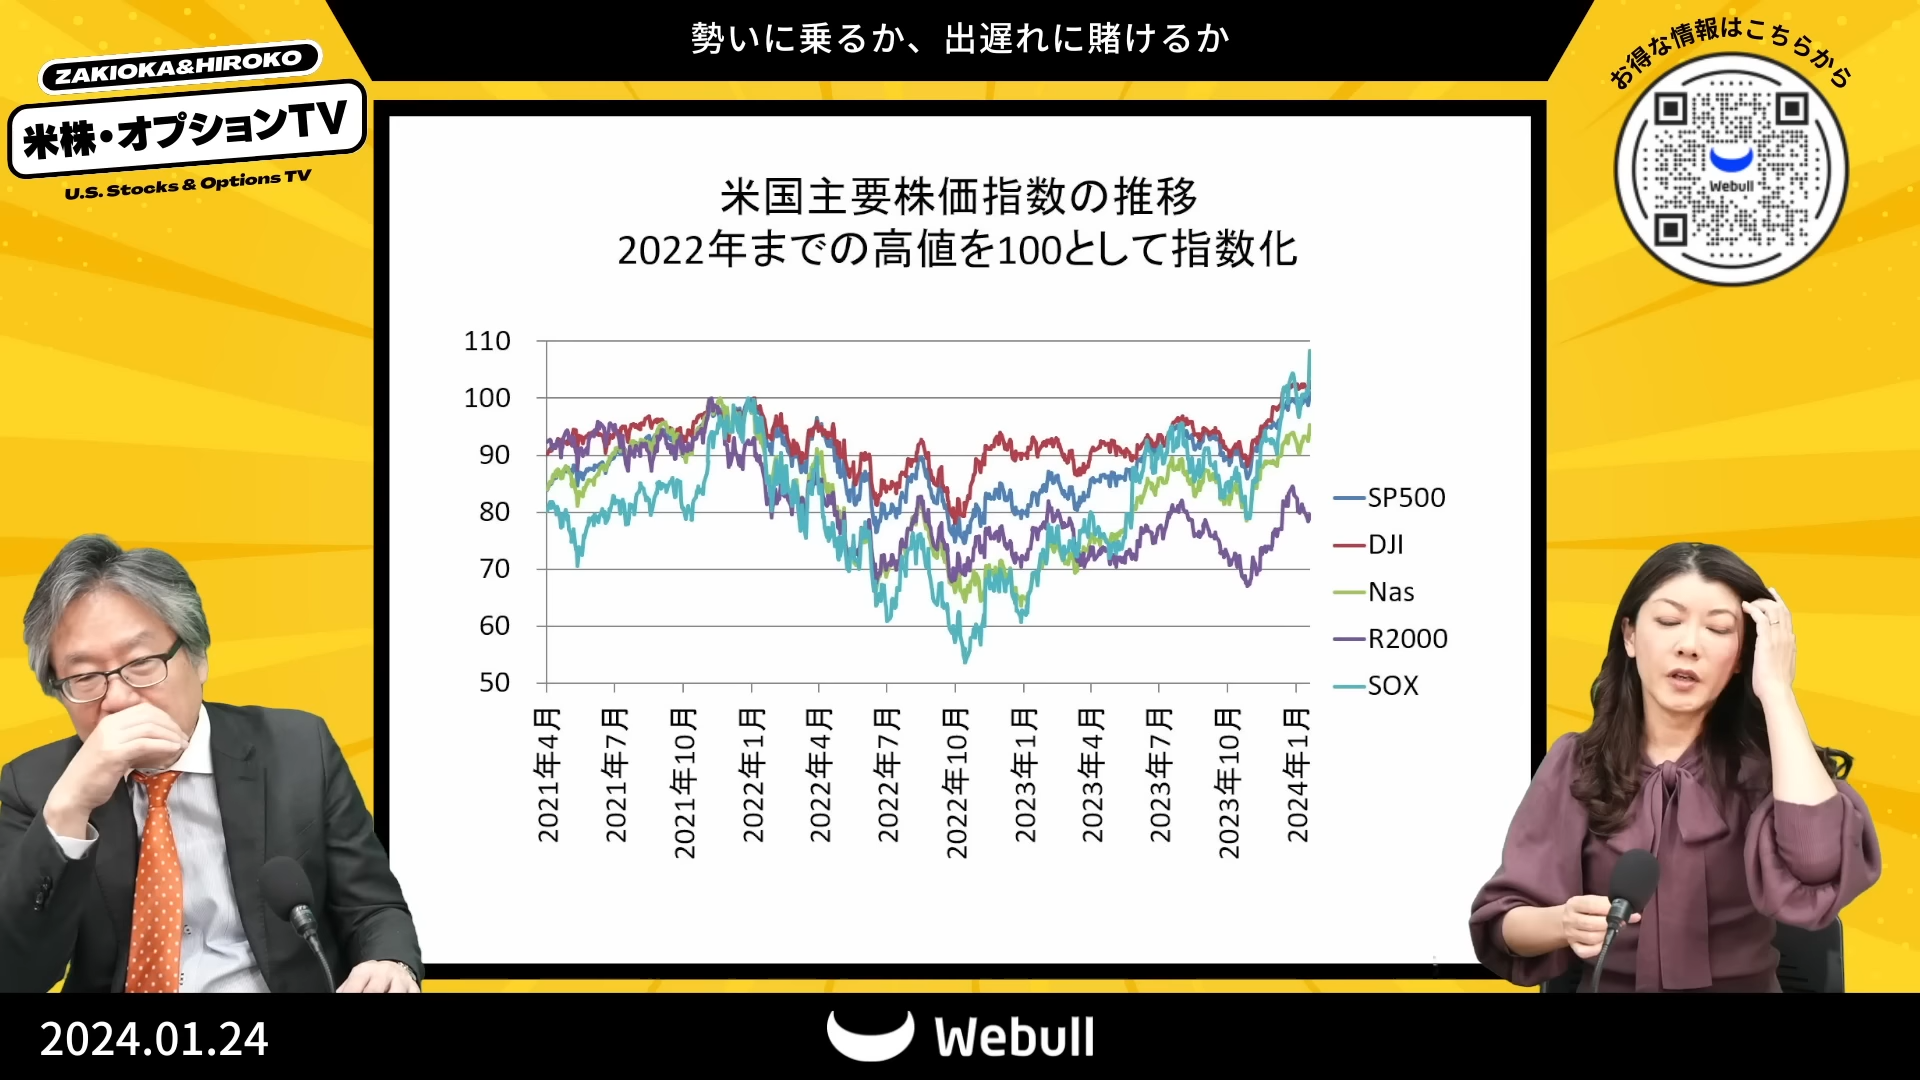 勢いに乗るか、出遅れに賭けるか
ZAKIOKA&HIROKO
米株・オプションTV
U.S. Stocks & Options TV
お得な情報はこちらから
Webull
米国主要株価指数の推移
2022年までの高値を100として指数化
110
100
90
80
70
60
50
2021年4月
2021年7月
2021年10月
2022年1月
2022年4月
2022年7月
2022年10月
2023年1月
2023年4月
2023年7月
2023年10月
2024年1月
SP500
DJI
Nas
R2000
SOX
2024.01.24
Webull